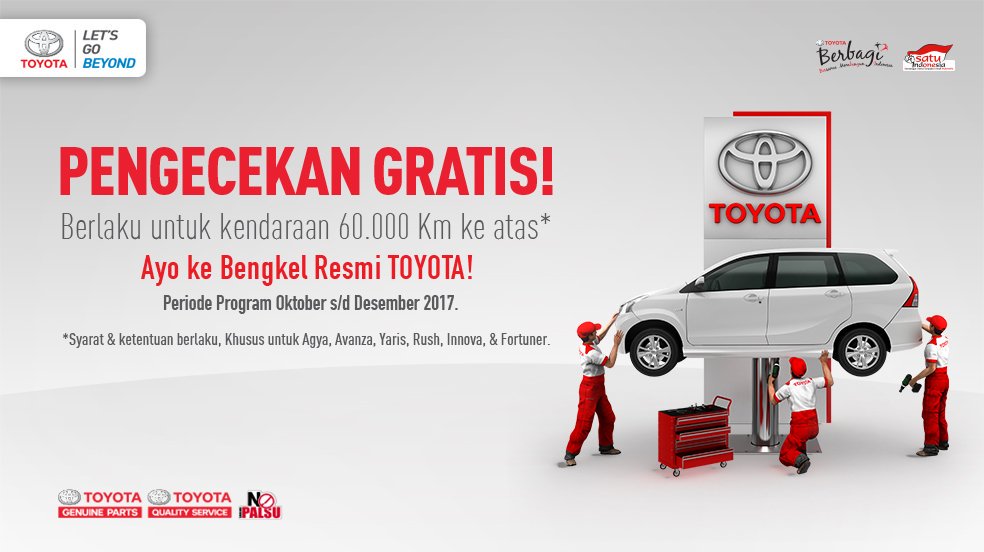 TOYOTA
LET'S
GO
BEYOND
TOYOTA
Berbagi
satu
indonesia
TOYOTA
PENGECEKAN GRATIS!
Berlaku untuk kendaraan 60.000 Km ke atas*
Ayo ke Bengkel Resmi TOYOTA!
Periode Program Oktober s/d Desember 2017.
*Syarat & ketentuan berlaku, Khusus untuk Agya, Avanza, Yaris, Rush, Innova, & Fortuner.
TOYOTA
TOYOTA
GENUINE PARTS
TOYOTA
QUALITY SERVICE
NO
PALSU